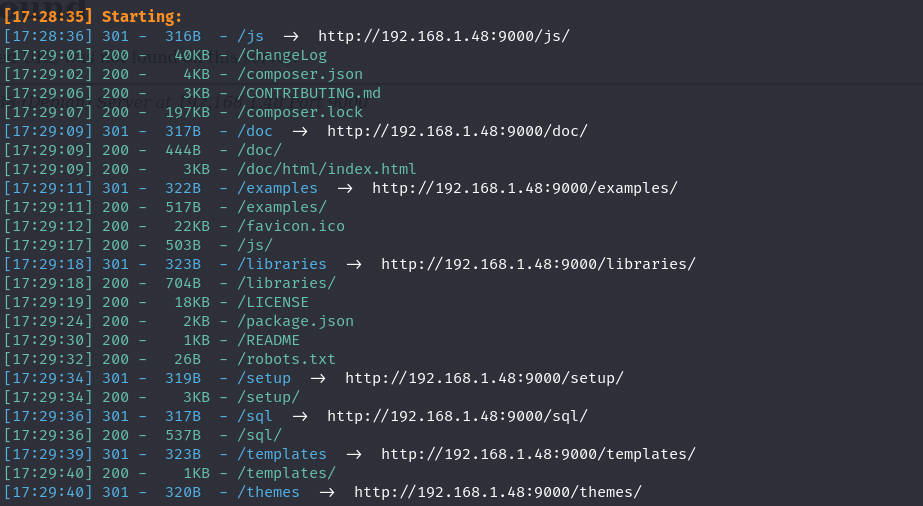 [17:28:35] Starting:
[17:28:36] 301 - 316B - /js -> http://192.168.1.48:9000/js/
[17:29:01] 200 - 40KB - /ChangeLog
[17:29:02] 200 - 4KB - /composer.json
[17:29:06] 200 - 3KB - /CONTRIBUTING.md
[17:29:07] 200 - 197KB - /composer.lock
[17:29:09] 301 - 317B - /doc -> http://192.168.1.48:9000/doc/
[17:29:09] 200 - 444B - /doc/
[17:29:09] 200 - 3KB - /doc/html/index.html
[17:29:11] 301 - 322B - /examples -> http://192.168.1.48:9000/examples/
[17:29:11] 200 - 517B - /examples/
[17:29:12] 200 - 22KB - /favicon.ico
[17:29:17] 200 - 503B - /js/
[17:29:18] 301 - 323B - /libraries -> http://192.168.1.48:9000/libraries/
[17:29:18] 200 - 704B - /libraries/
[17:29:19] 200 - 18KB - /LICENSE
[17:29:24] 200 - 2KB - /package.json
[17:29:30] 200 - 1KB - /README
[17:29:32] 200 - 26B - /robots.txt
[17:29:34] 301 - 319B - /setup -> http://192.168.1.48:9000/setup/
[17:29:34] 200 - 3KB - /setup/
[17:29:36] 301 - 317B - /sql -> http://192.168.1.48:9000/sql/
[17:29:36] 200 - 537B - /sql/
[17:29:39] 301 - 323B - /templates -> http://192.168.1.48:9000/templates/
[17:29:40] 200 - 1KB - /templates/
[17:29:40] 301 - 320B - /themes -> http://192.168.1.48:9000/themes/